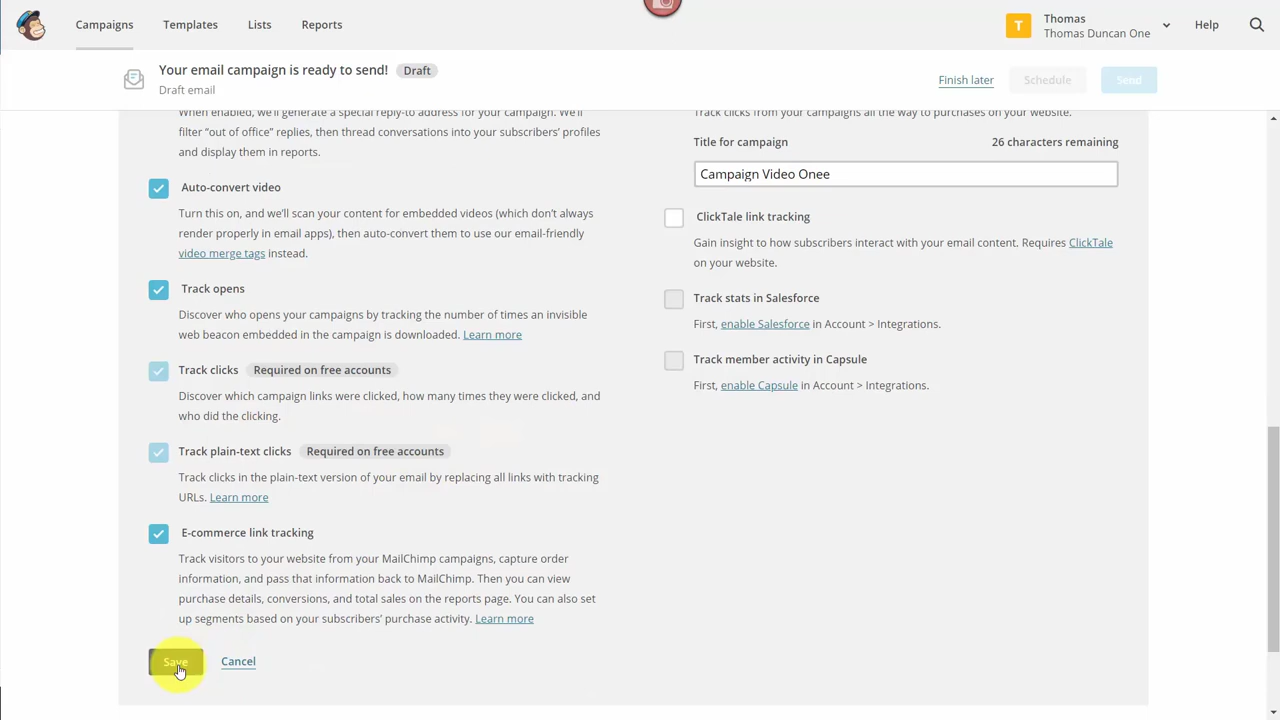 Campaigns
Templates
Lists
Reports
T
Thomas
Thomas Duncan One
Help
Your email campaign is ready to send!
Draft
Draft email
Finish later
Schedule
Send
When enabled, we'll generate a special reply-to address for your campaign. We'll
filter "out of office" replies, then thread conversations into your subscribers' profiles
and display them in reports.
Auto-convert video
Turn this on, and we'll scan your content for embedded videos (which don't always
render properly in email apps), then auto-convert them to use our email-friendly
video merge tags instead.
Track opens
Discover who opens your campaigns by tracking the number of times an invisible
web beacon embedded in the campaign is downloaded. Learn more
Track clicks
Required on free accounts
Discover which campaign links were clicked, how many times they were clicked, and
who did the clicking.
Track plain-text clicks
Required on free accounts
Track clicks in the plain-text version of your email by replacing all links with tracking
URLs. Learn more
E-commerce link tracking
Track visitors to your website from your MailChimp campaigns, capture order
information, and pass that information back to MailChimp. Then you can view
purchase details, conversions, and total sales on the reports page. You can also set
up segments based on your subscribers' purchase activity. Learn more
Save
Cancel
Track clicks from your campaigns all the way to purchases on your website.
Title for campaign
26 characters remaining
Campaign Video Onee
ClickTale link tracking
Gain insight to how subscribers interact with your email content. Requires ClickTale
on your website.
Track stats in Salesforce
First, enable Salesforce in Account > Integrations.
Track member activity in Capsule
First, enable Capsule in Account > Integrations.